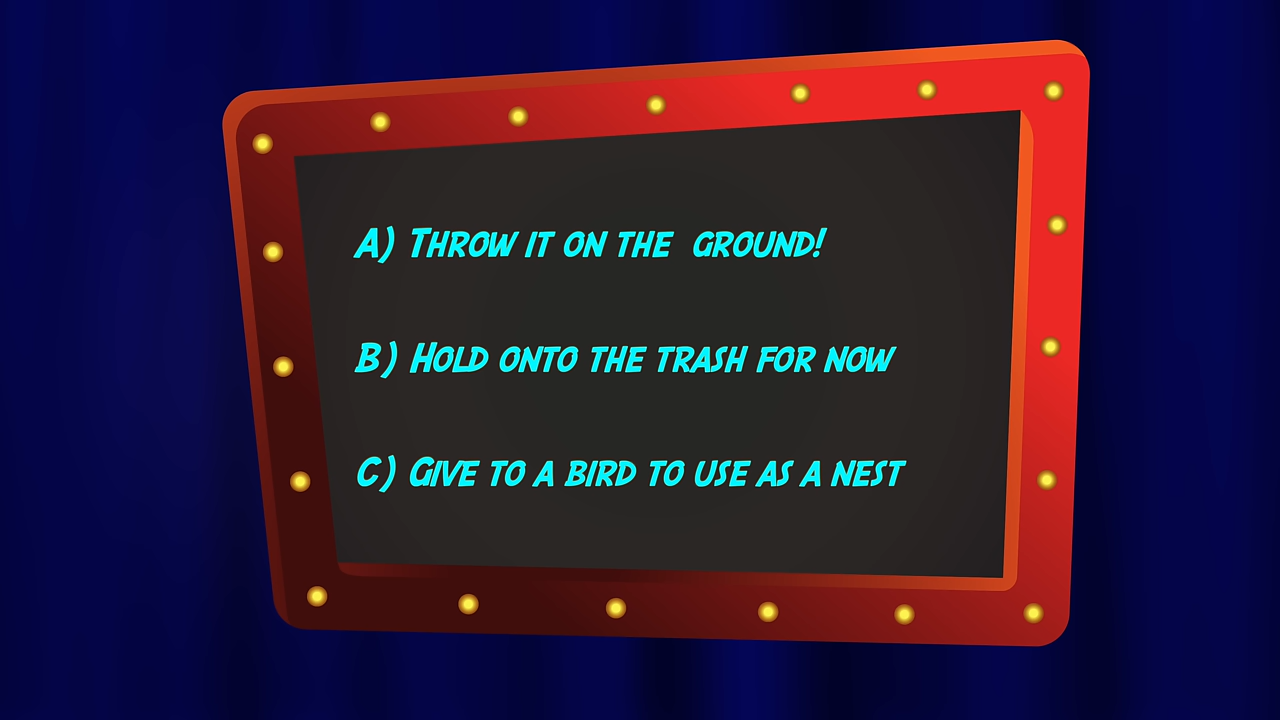 A) Throw it on the ground!
B) Hold onto the trash for now
C) Give to a bird to use as a nest